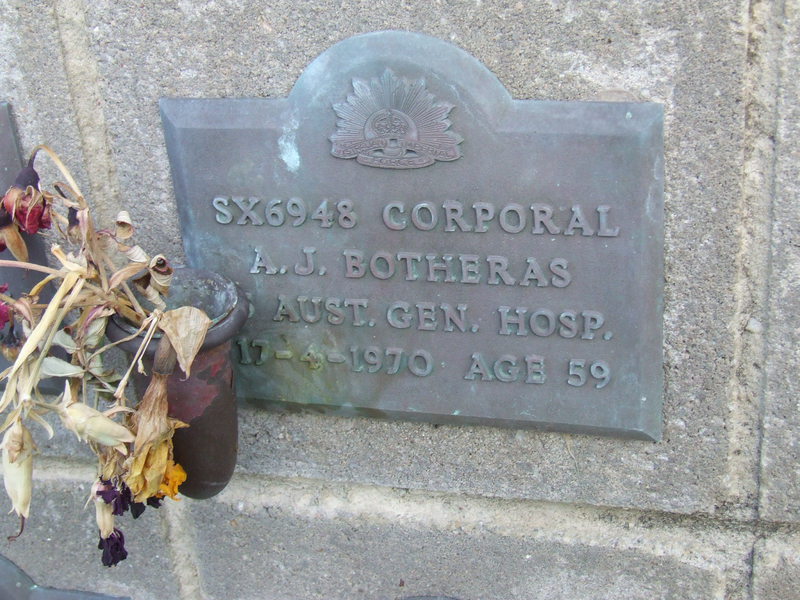 SX6948 CORPORAL
A. J. BOTHERAS
AUST. GEN. HOSP.
17-4-1970 AGE 59